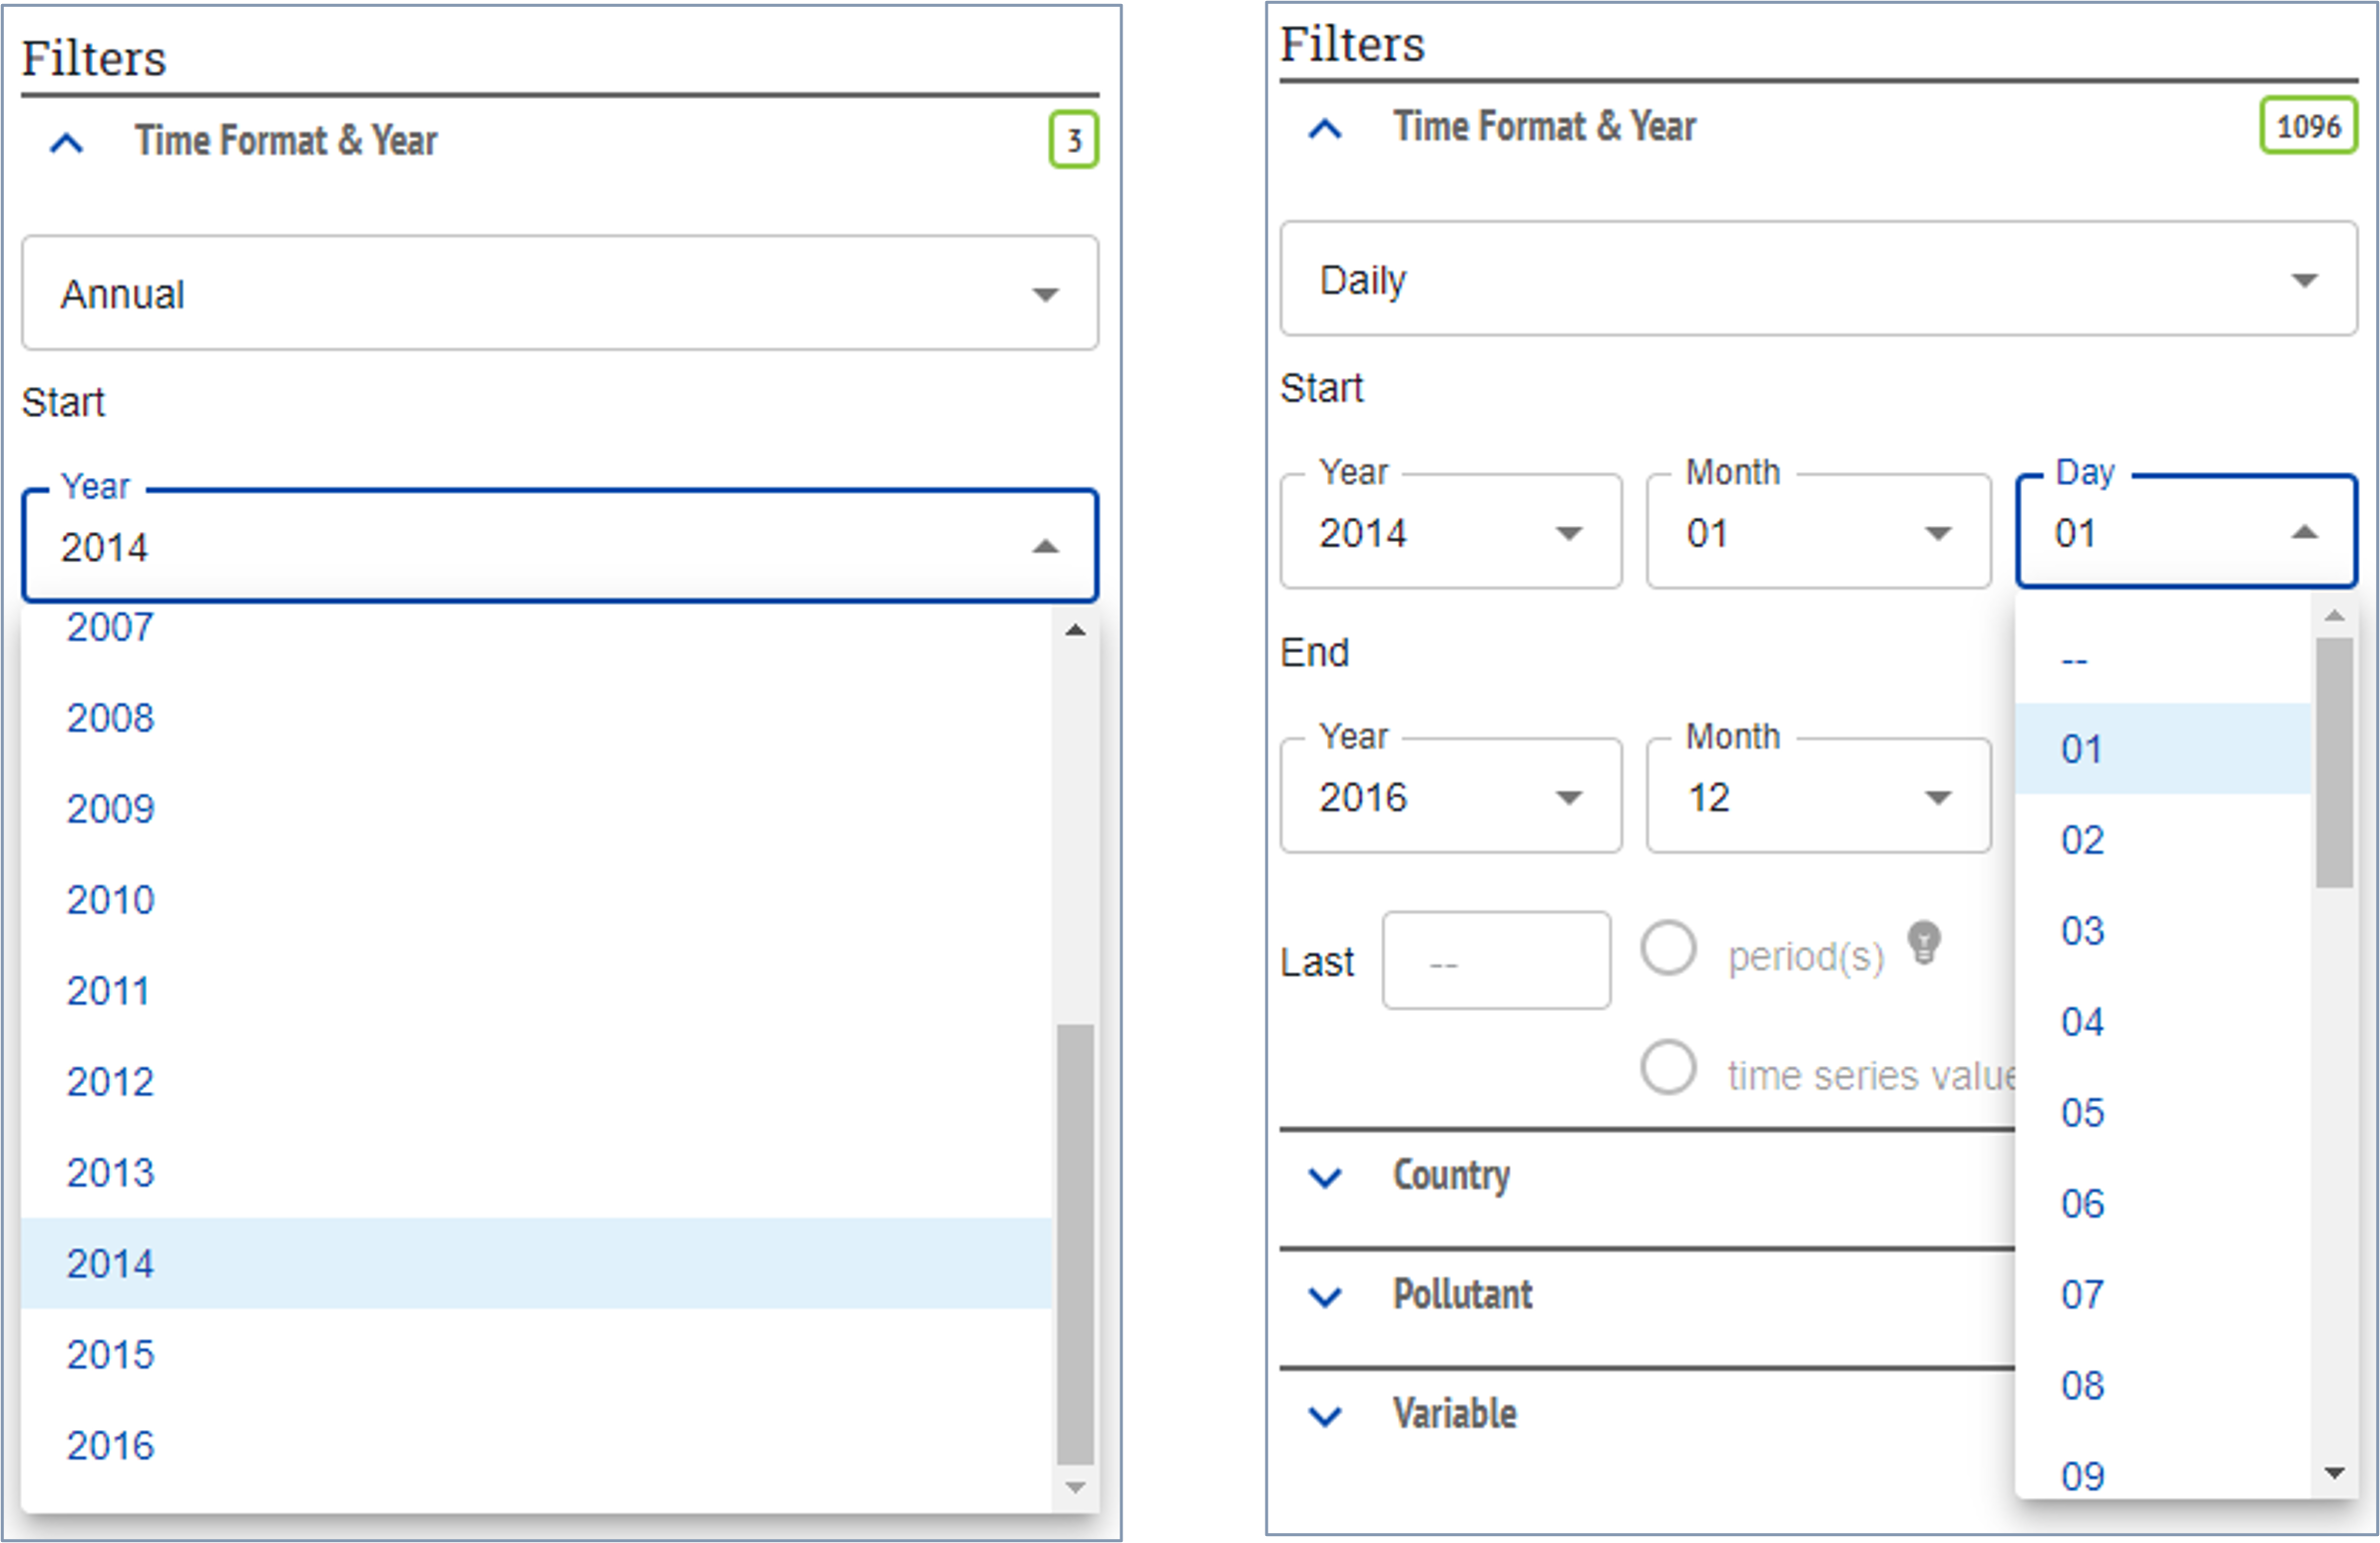 Filters
Time Format & Year
3
Annual
Start
Year
2014
2007
2008
2009
2010
2011
2012
2013
2014
2015
2016
Filters
Time Format & Year
1096
Daily
Start
Year
2014
Month
01
Day
01
End
Year
2016
Month
12
Last
--
period(s)
time series value
Country
Pollutant
Variable
--
01
02
03
04
05
06
07
08
09